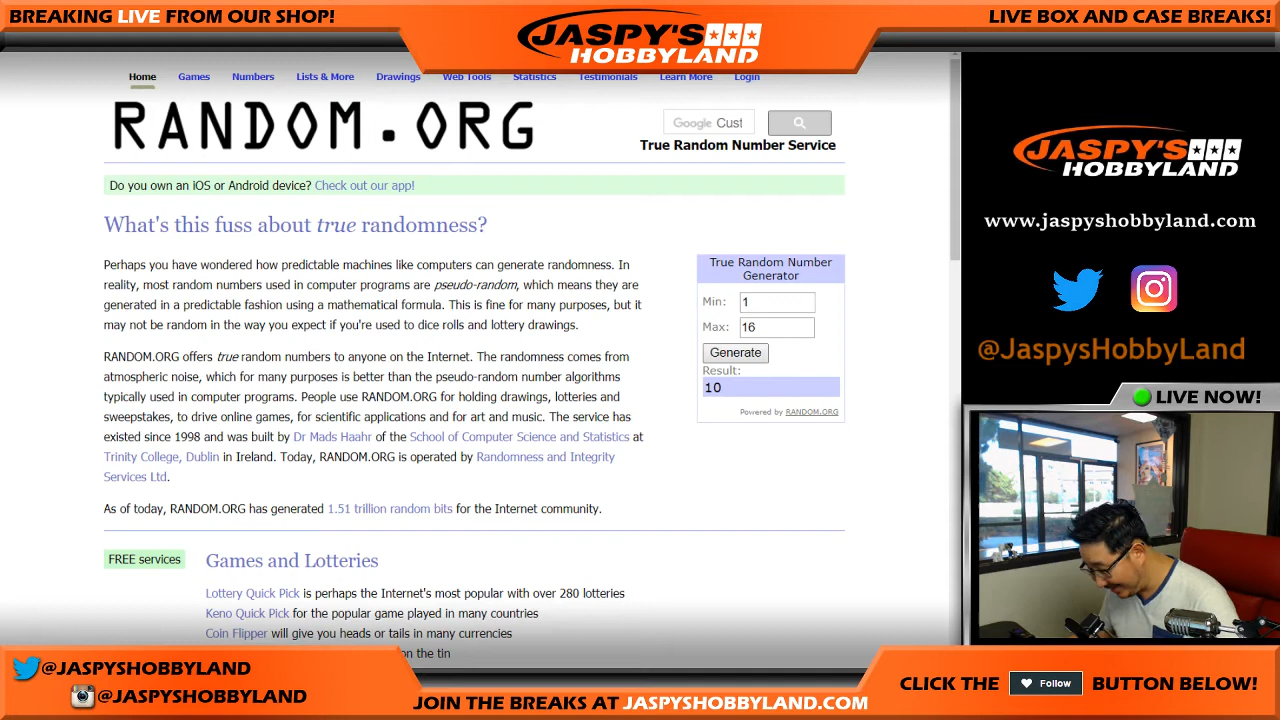 BREAKING LIVE FROM OUR SHOP!
JASPY'S
HOBBYLAND
LIVE BOX AND CASE BREAKS!
Home Games Numbers Lists & More Drawings Web Tools Statistics Testimonials Learn More Login
RANDOM.ORG
Google Cust
True Random Number Service
Do you own an iOS or Android device? Check out our app!
What's this fuss about true randomness?
Perhaps you have wondered how predictable machines like computers can generate randomness. In
reality, most random numbers used in computer programs are pseudo-random, which means they are
generated in a predictable fashion using a mathematical formula. This is fine for many purposes, but it
may not be random in the way you expect if you're used to dice rolls and lottery drawings.
RANDOM.ORG offers true random numbers to anyone on the Internet. The randomness comes from
atmospheric noise, which for many purposes is better than the pseudo-random number algorithms
typically used in computer programs. People use RANDOM.ORG for holding drawings, lotteries and
sweepstakes, to drive online games, for scientific applications and for art and music. The service has
existed since 1998 and was built by Dr Mads Haahr of the School of Computer Science and Statistics at
Trinity College, Dublin in Ireland. Today, RANDOM.ORG is operated by Randomness and Integrity
Services Ltd.
As of today, RANDOM.ORG has generated 1.51 trillion random bits for the Internet community.
True Random Number
Generator
Min: 1
Max: 16
Generate
Result:
10
Powered by RANDOM.ORG
FREE services
Games and Lotteries
Lottery Quick Pick is perhaps the Internet's most popular with over 280 lotteries
Keno Quick Pick for the popular game played in many countries
Coin Flipper will give you heads or tails in many currencies
on the tin
JASPY'S
HOBBYLAND
www.jaspyshobbyland.com
@JaspysHobbyLand
LIVE NOW!
@JASPYSHOBBYLAND
@JASPYSHOBBYLAND
JOIN THE BREAKS AT JASPYSHOBBYLAND.COM
CLICK THE Follow BUTTON BELOW!